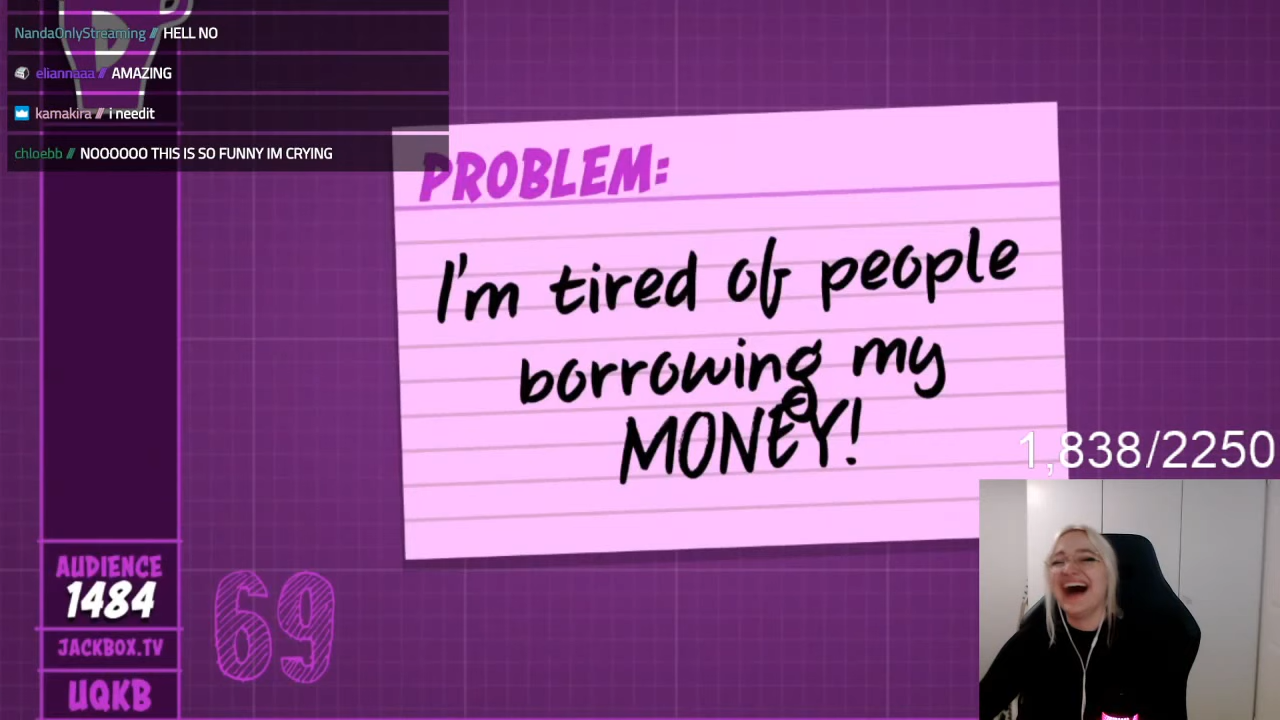 NandaOnlyStreaming // HELL NO
eliannaaa // AMAZING
kamakira // i needit
chloebb // NOOOOOO THIS IS SO FUNNY IM CRYING
PROBLEM:
I'm tired of people
borrowing my
MONEY!
1,838/2250
AUDIENCE
1484
JACKBOX.TV
UQKB
69